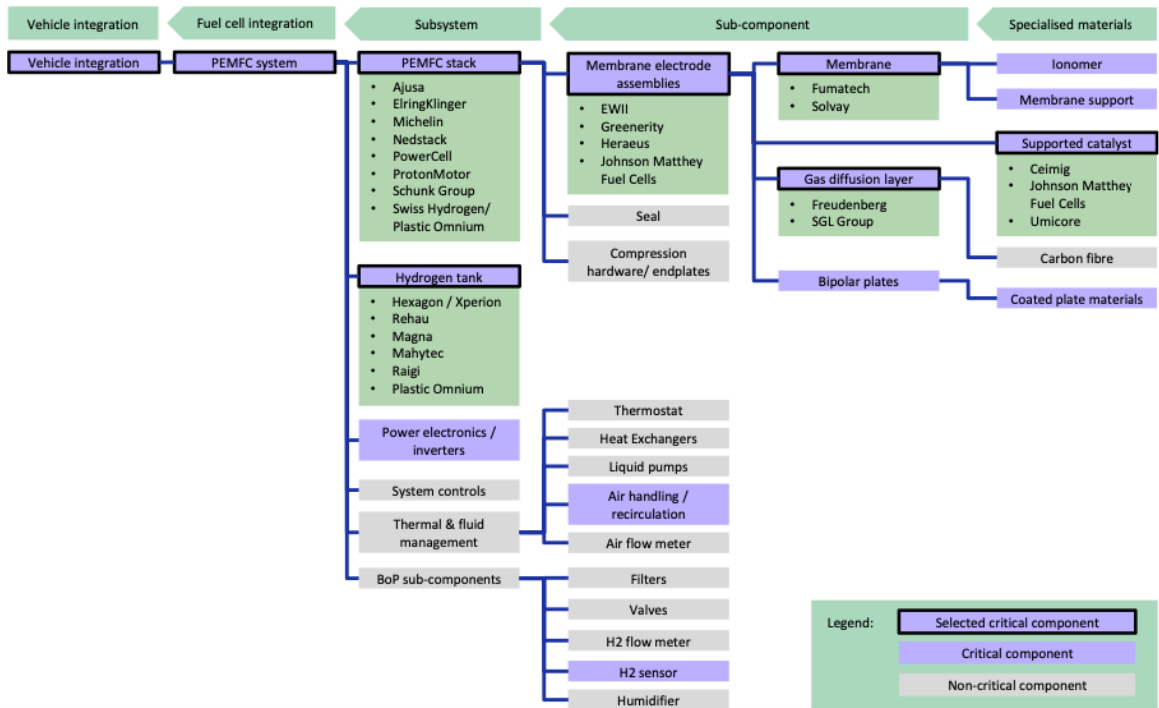 Vehicle integration
Fuel cell integration
Subsystem
Sub-component
Specialised materials
Vehicle integration
PEMFC system
PEMFC stack
• Ajusa
• ElringKlinger
• Michelin
• Nedstack
• PowerCell
• ProtonMotor
• Schunk Group
• Swiss Hydrogen/
Plastic Omnium
Hydrogen tank
• Hexagon / Xperion
• Rehau
• Magna
• Mahytec
• Raigi
• Plastic Omnium
Power electronics /
inverters
System controls
Thermal & fluid
management
BoP sub-components
Membrane electrode
assemblies
• EWII
• Greenerity
• Heraeus
• Johnson Matthey
Fuel Cells
Seal
Compression
hardware/ endplates
Thermostat
Heat Exchangers
Liquid pumps
Air handling /
recirculation
Air flow meter
Filters
Valves
H2 flow meter
H2 sensor
Humidifier
Membrane
• Fumatech
• Solvay
Gas diffusion layer
• Freudenberg
• SGL Group
Bipolar plates
Ionomer
Membrane support
Supported catalyst
• Ceimig
• Johnson Matthey
Fuel Cells
• Umicore
Carbon fibre
Coated plate materials
Legend:
Selected critical component
Critical component
Non-critical component